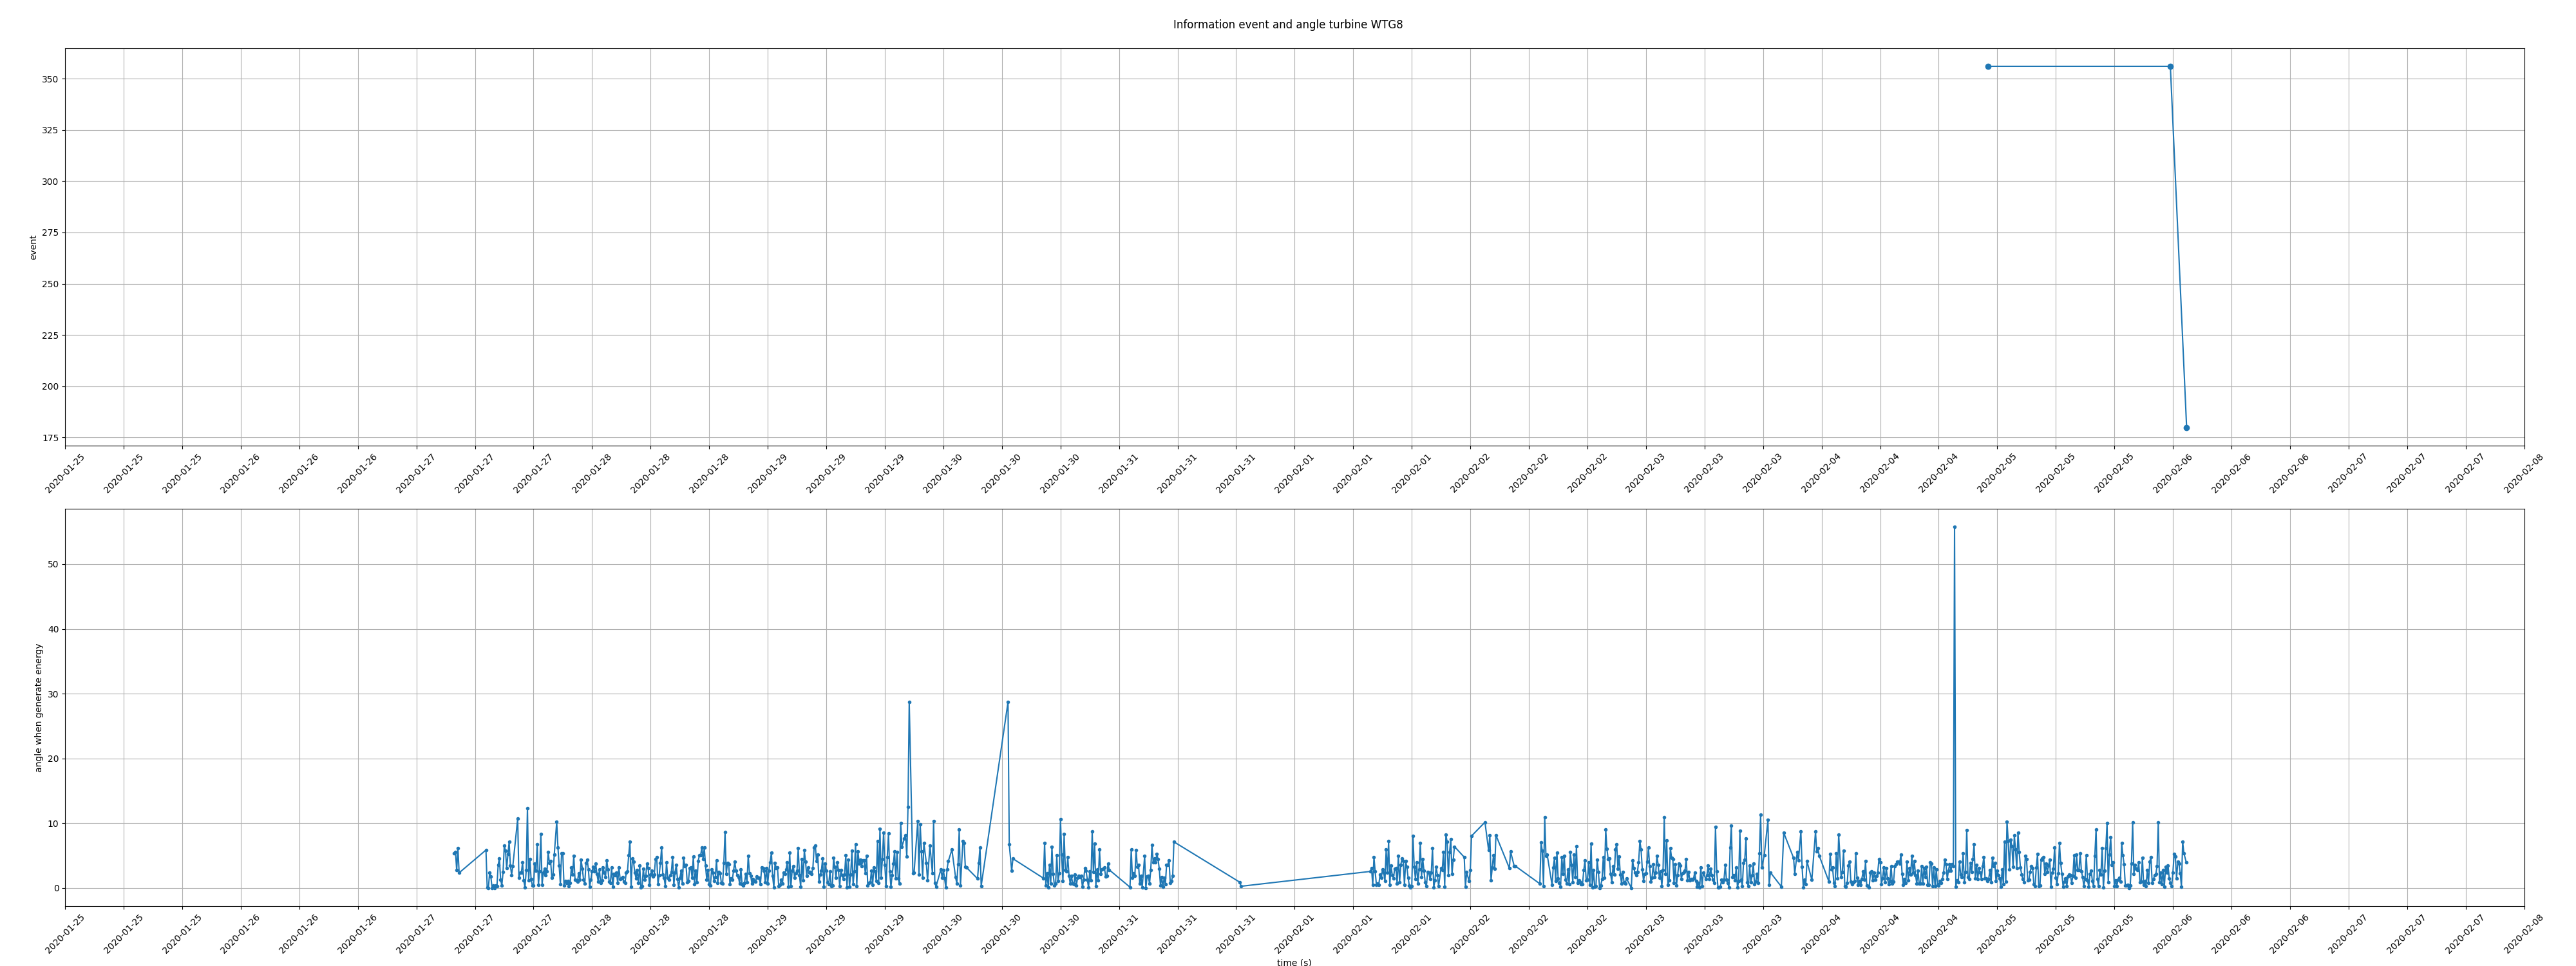 Information event and angle turbine WTG8
350
325
300
275
250
225
200
175
event
2020-01-25 2020-01-25 2020-01-25 2020-01-26 2020-01-26 2020-01-26 2020-01-27 2020-01-27 2020-01-27 2020-01-28 2020-01-28 2020-01-28 2020-01-29 2020-01-29 2020-01-29 2020-01-30 2020-01-30 2020-01-30 2020-01-31 2020-01-31 2020-01-31 2020-02-01 2020-02-01 2020-02-01 2020-02-02 2020-02-02 2020-02-02 2020-02-03 2020-02-03 2020-02-03 2020-02-04 2020-02-04 2020-02-04 2020-02-05 2020-02-05 2020-02-05 2020-02-06 2020-02-06 2020-02-06 2020-02-07 2020-02-07 2020-02-07 2020-02-08
50
40
30
20
10
0
angle when generate energy
2020-01-25 2020-01-25 2020-01-25 2020-01-26 2020-01-26 2020-01-26 2020-01-27 2020-01-27 2020-01-27 2020-01-28 2020-01-28 2020-01-28 2020-01-29 2020-01-29 2020-01-29 2020-01-30 2020-01-30 2020-01-30 2020-01-31 2020-01-31 2020-01-31 2020-02-01 2020-02-01 2020-02-01 2020-02-02 2020-02-02 2020-02-02 2020-02-03 2020-02-03 2020-02-03 2020-02-04 2020-02-04 2020-02-04 2020-02-05 2020-02-05 2020-02-05 2020-02-06 2020-02-06 2020-02-06 2020-02-07 2020-02-07 2020-02-07 2020-02-08
time (s)